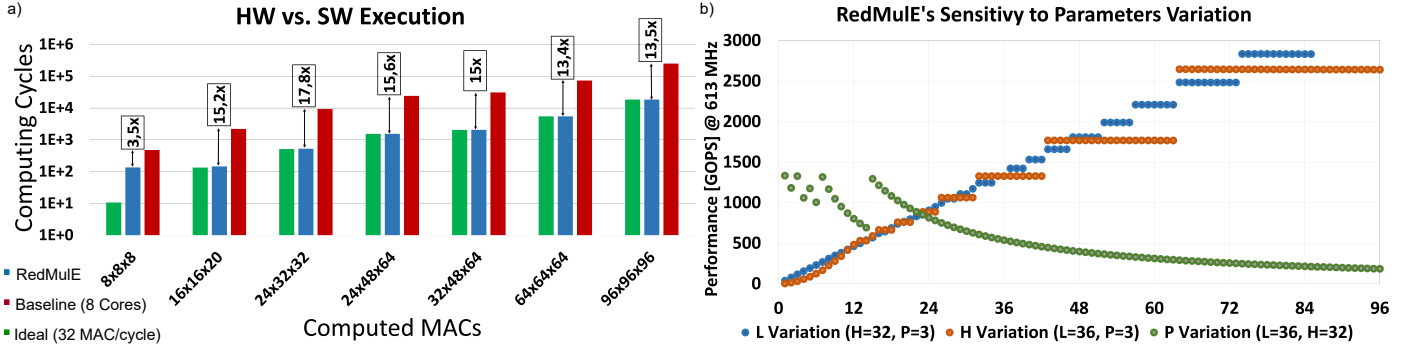 a)
HW vs. SW Execution
Computing Cycles
1E+6
1E+5
1E+4
1E+3
1E+2
1E+1
1E+0
3,5x
15,2x
17,8x
15,6x
15x
13,4x
13,5x
8x8x8
16x16x20
24x32x32
24x48x64
32x48x64
64x64x64
96x96x96
Computed MACs
RedMulE
Baseline (8 Cores)
Ideal (32 MAC/cycle)
b)
RedMulE's Sensitivy to Parameters Variation
Performance [GOPS] @ 613 MHz
3000
2500
2000
1500
1000
500
0
0 12 24 36 48 60 72 84 96
L Variation (H=32, P=3) H Variation (L=36, P=3) P Variation (L=36, H=32)